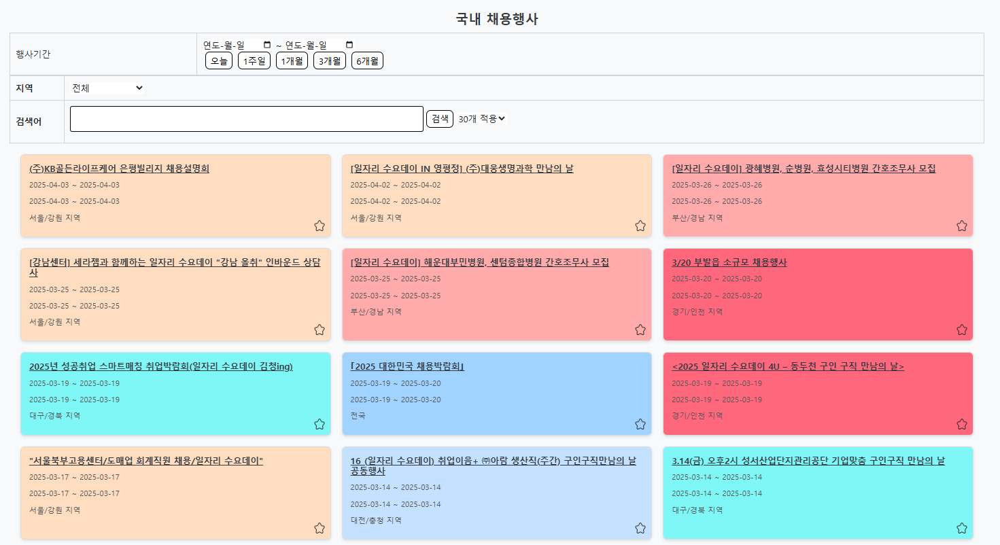 국내 채용행사
행사기간
연도-월-일 ~ 연도-월-일
오늘 1주일 1개월 3개월 6개월
지역 전체
검색어 검색 30개 적용
(주)KB골든라이프케어 은평빌리지 채용설명회
2025-04-03 ~ 2025-04-03
2025-04-03 ~ 2025-04-03
서울/강원 지역
[일자리 수요데이 IN 영평정] (주)대웅생명과학 만남의 날
2025-04-02 ~ 2025-04-02
2025-04-02 ~ 2025-04-02
서울/강원 지역
[일자리 수요데이] 광혜병원, 순병원, 효성시티병원 간호조무사 모집
2025-03-26 ~ 2025-03-26
2025-03-26 ~ 2025-03-26
부산/경남 지역
[강남센터] 세라젬과 함께하는 일자리 수요데이 "강남 올취" 인바운드 상담
사
2025-03-25 ~ 2025-03-25
2025-03-25 ~ 2025-03-25
서울/강원 지역
[일자리 수요데이] 해운대부민병원, 센텀종합병원 간호조무사 모집
2025-03-25 ~ 2025-03-25
2025-03-25 ~ 2025-03-25
부산/경남 지역
3/20 부발읍 소규모 채용행사
2025-03-20 ~ 2025-03-20
2025-03-20 ~ 2025-03-20
경기/인천 지역
2025년 성공취업 스마트매칭 취업박람회(일자리 수요데이 김청ing)
2025-03-19 ~ 2025-03-19
2025-03-19 ~ 2025-03-19
대구/경북 지역
「2025 대한민국 채용박람회」
2025-03-19 ~ 2025-03-20
2025-03-19 ~ 2025-03-20
전국
<2025 일자리 수요데이 4U – 동두천 구인 구직 만남의 날>
2025-03-19 ~ 2025-03-19
2025-03-19 ~ 2025-03-19
경기/인천 지역
"서울북부고용센터/도매업 회계직원 채용/일자리 수요데이"
2025-03-17 ~ 2025-03-17
2025-03-17 ~ 2025-03-17
서울/강원 지역
16_(일자리 수요데이) 취업이음+ ㈜아람 생산직(주간) 구인구직만남의 날
공동행사
2025-03-14 ~ 2025-03-14
2025-03-14 ~ 2025-03-14
대전/충청 지역
3.14(금) 오후2시 성서산업단지관리공단 기업맞춤 구인구직 만남의 날
2025-03-14 ~ 2025-03-14
2025-03-14 ~ 2025-03-14
대구/경북 지역